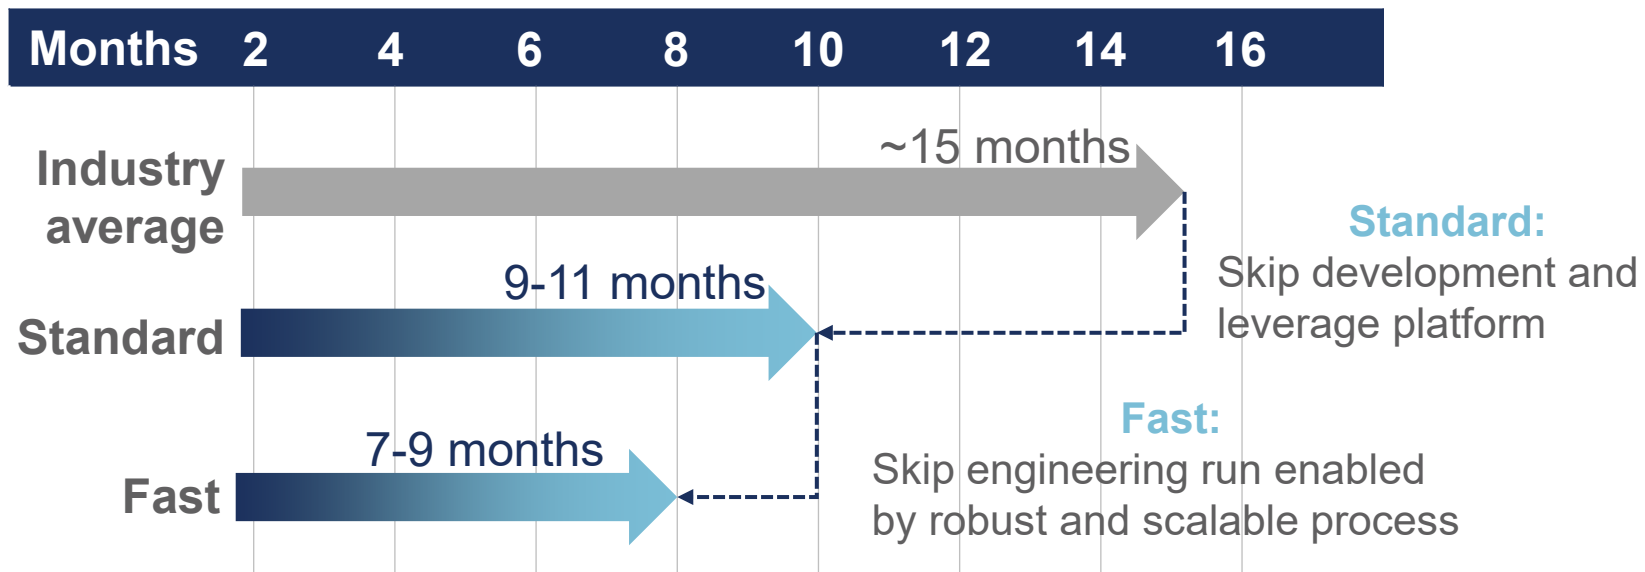 Months 2 4 6 8 10 12 14 16
~15 months
Industry
average
Standard:
Skip development and
leverage platform
9-11 months
Standard
Fast:
Skip engineering run enabled
by robust and scalable process
7-9 months
Fast